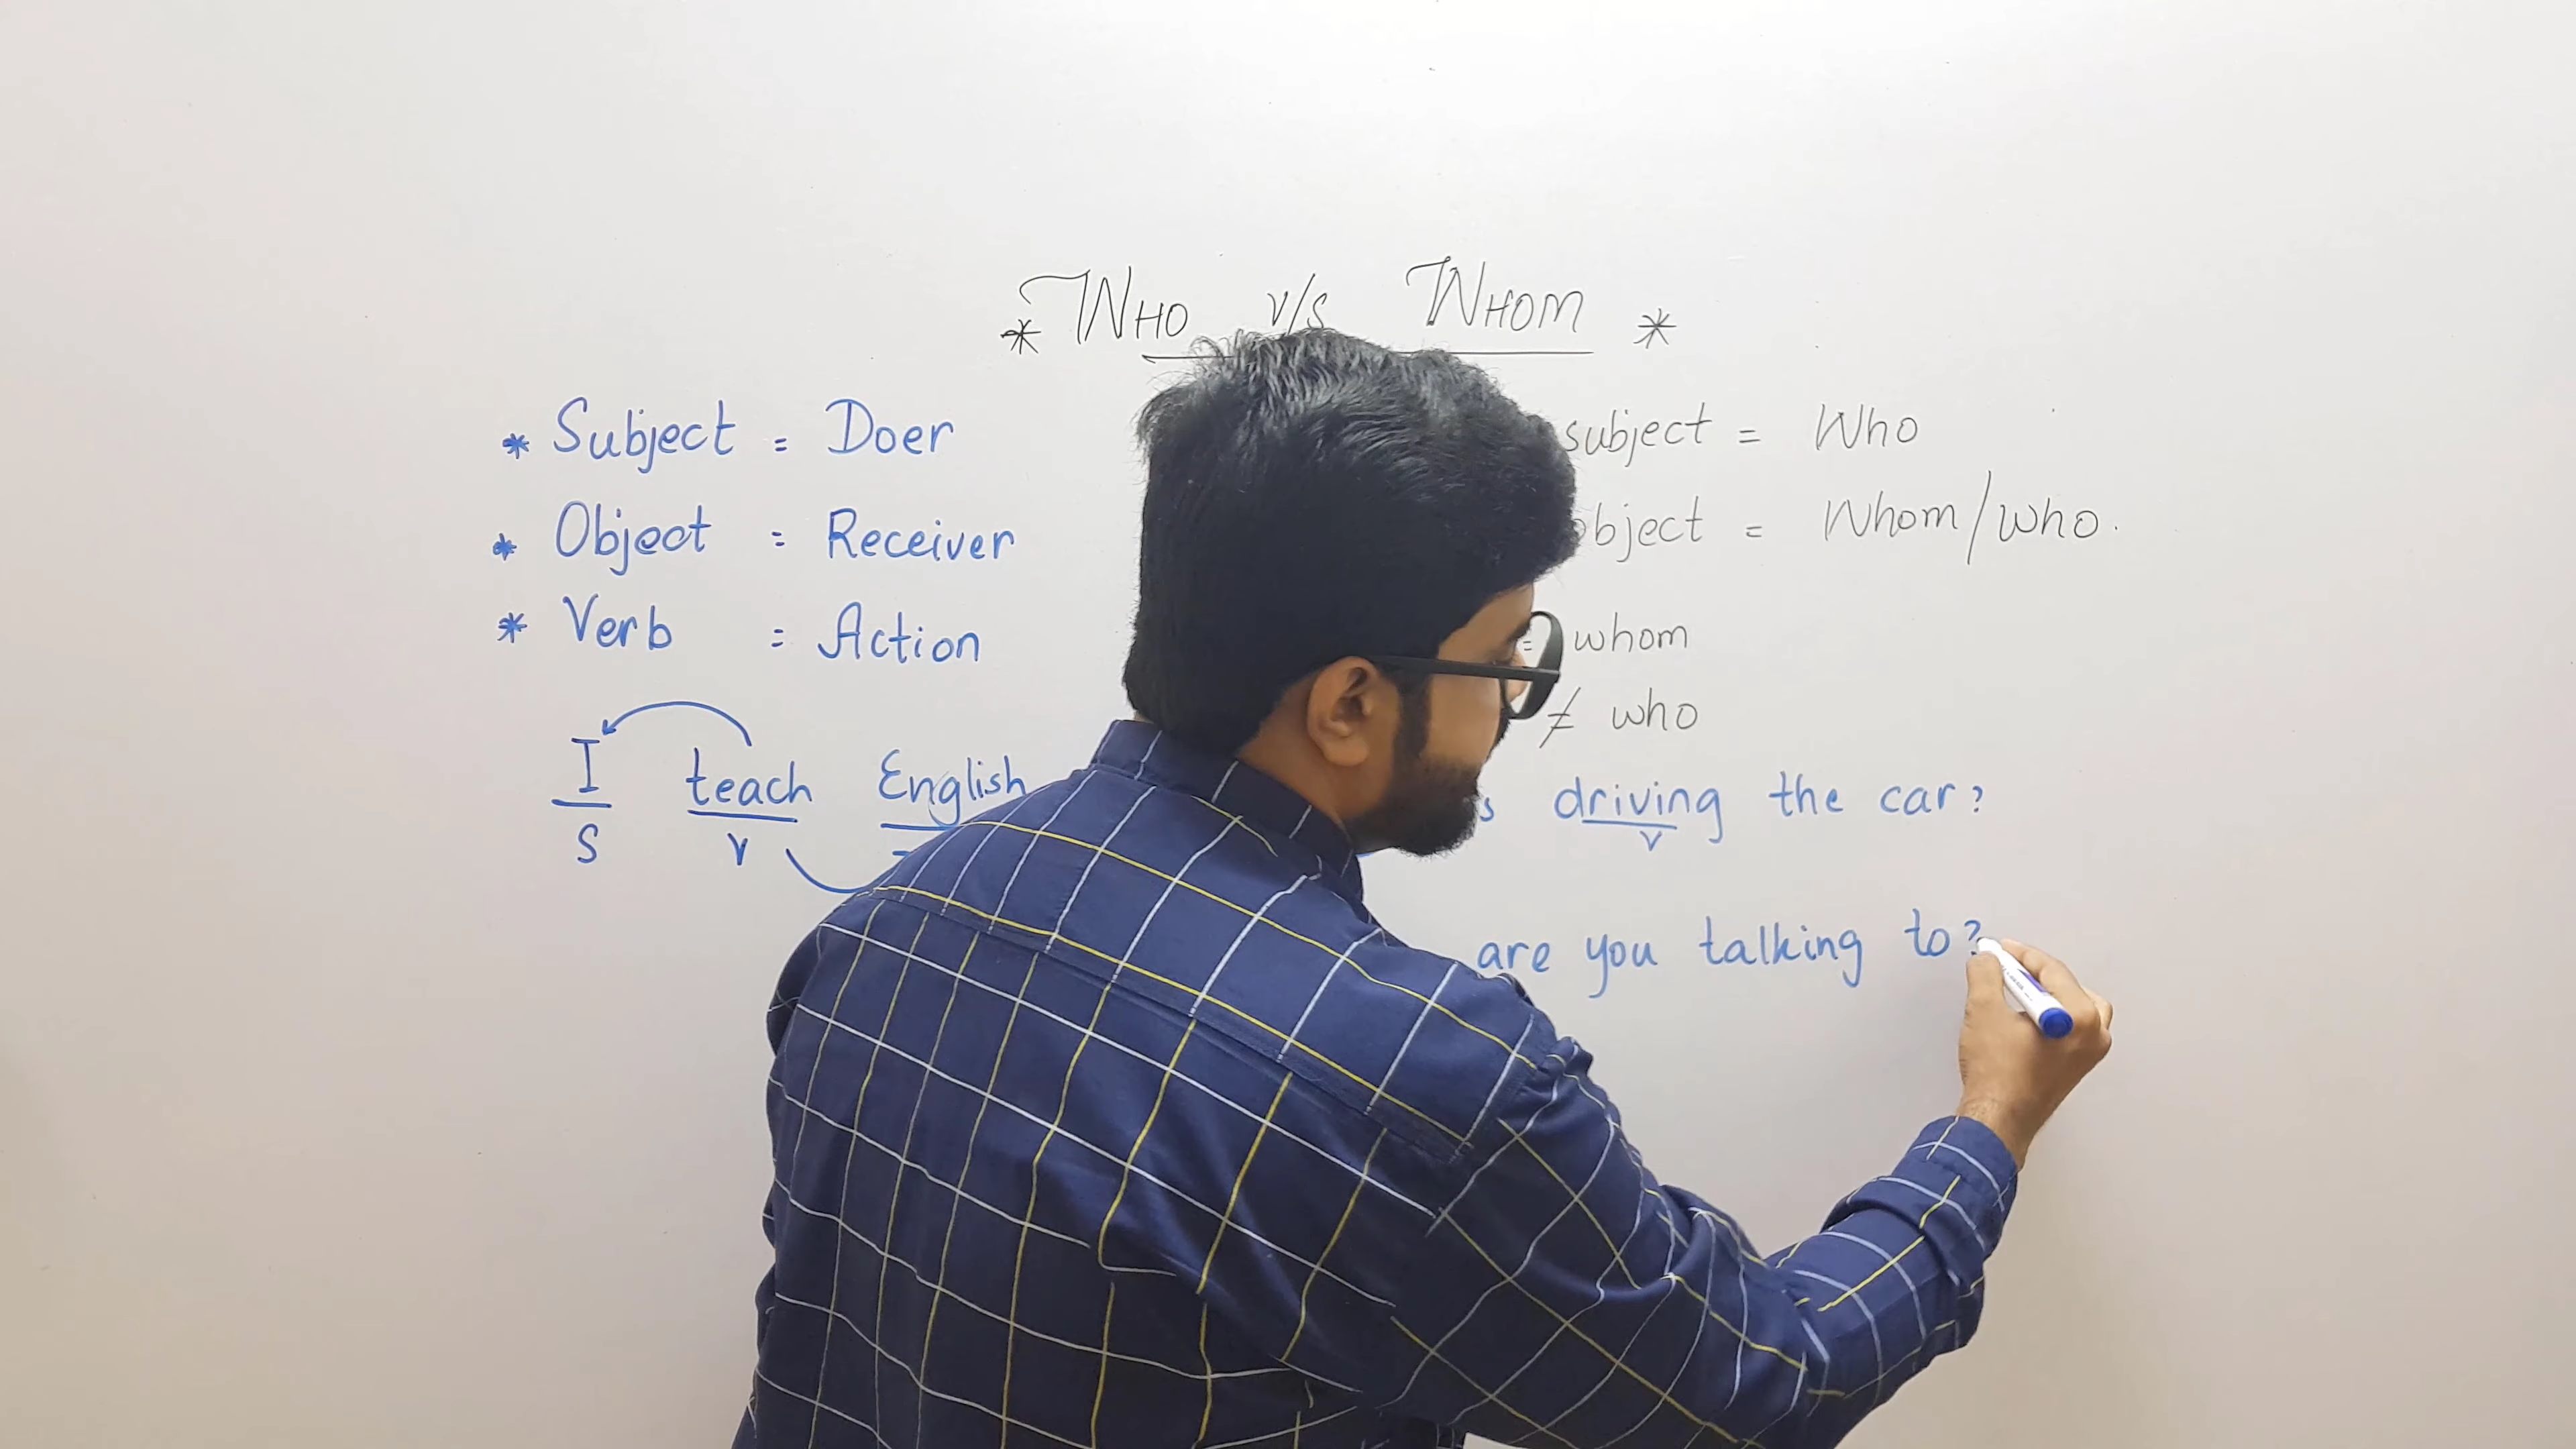 * WHO v/s WHOM *
* Subject = Doer
* Object = Receiver
* Verb = Action
I teach English
S V
subject = Who
object = Whom/who.
= whom
≠ who
driving the car?
V
are you talking to?